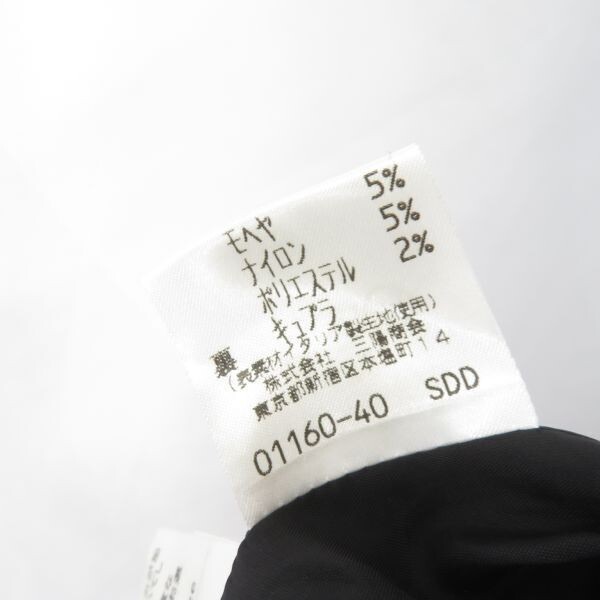 モヘヤ 5%
ナイロン 5%
ポリエステル 2%
裏 キュプラ
(表素材イタリア製生地使用)
株式会社 三陽商会
東京都新宿区本塩町14
01160-40 SDD